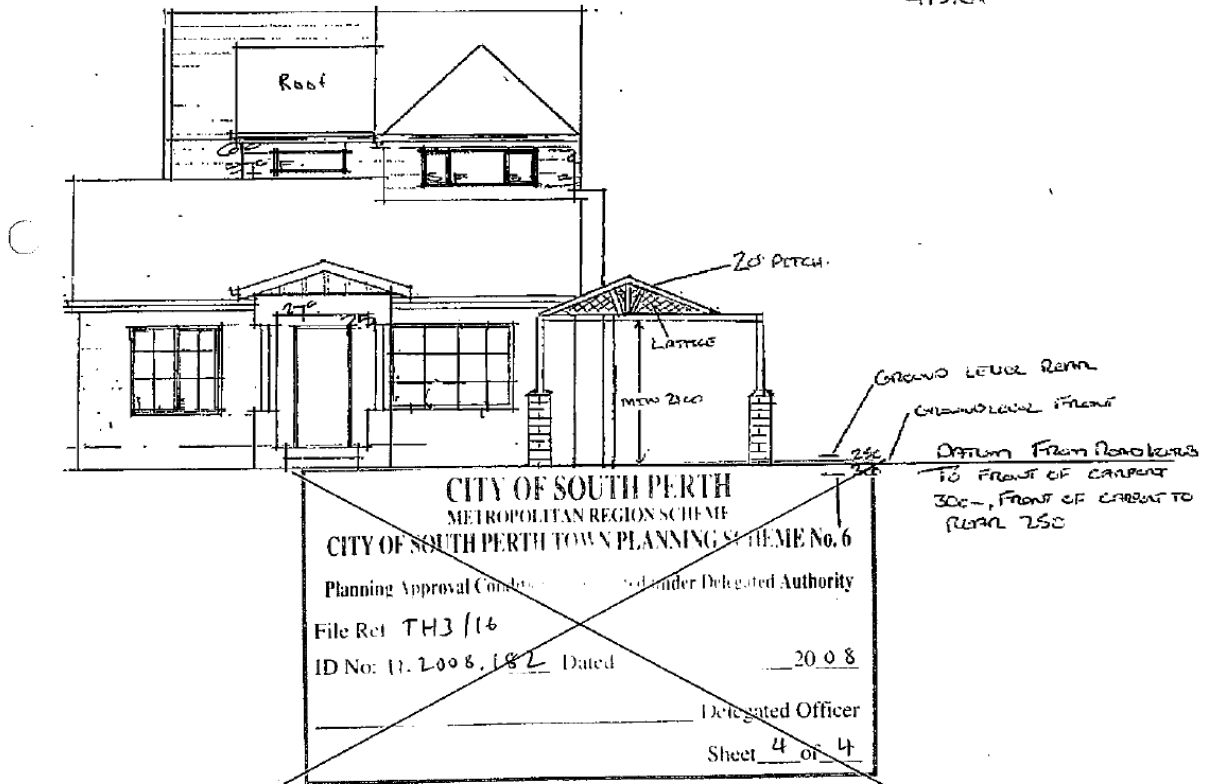 Roof
20° PITCH.
LATTICE
MIN 2100
GROUND LEVEL REAR
GROUND LEVEL FRONT
250
300
DATUM FROM ROAD KERB
TO FRONT OF CARPORT
300-, FRONT OF CARPORT TO
REAR 250
CITY OF SOUTH PERTH
METROPOLITAN REGION SCHEME
CITY OF SOUTH PERTH TOWN PLANNING SCHEME No. 6
Planning Approval under Delegated Authority
File Ref TH3/16
ID No: 11.2008.182 Dated 2008
Delegated Officer
Sheet 4 of 4